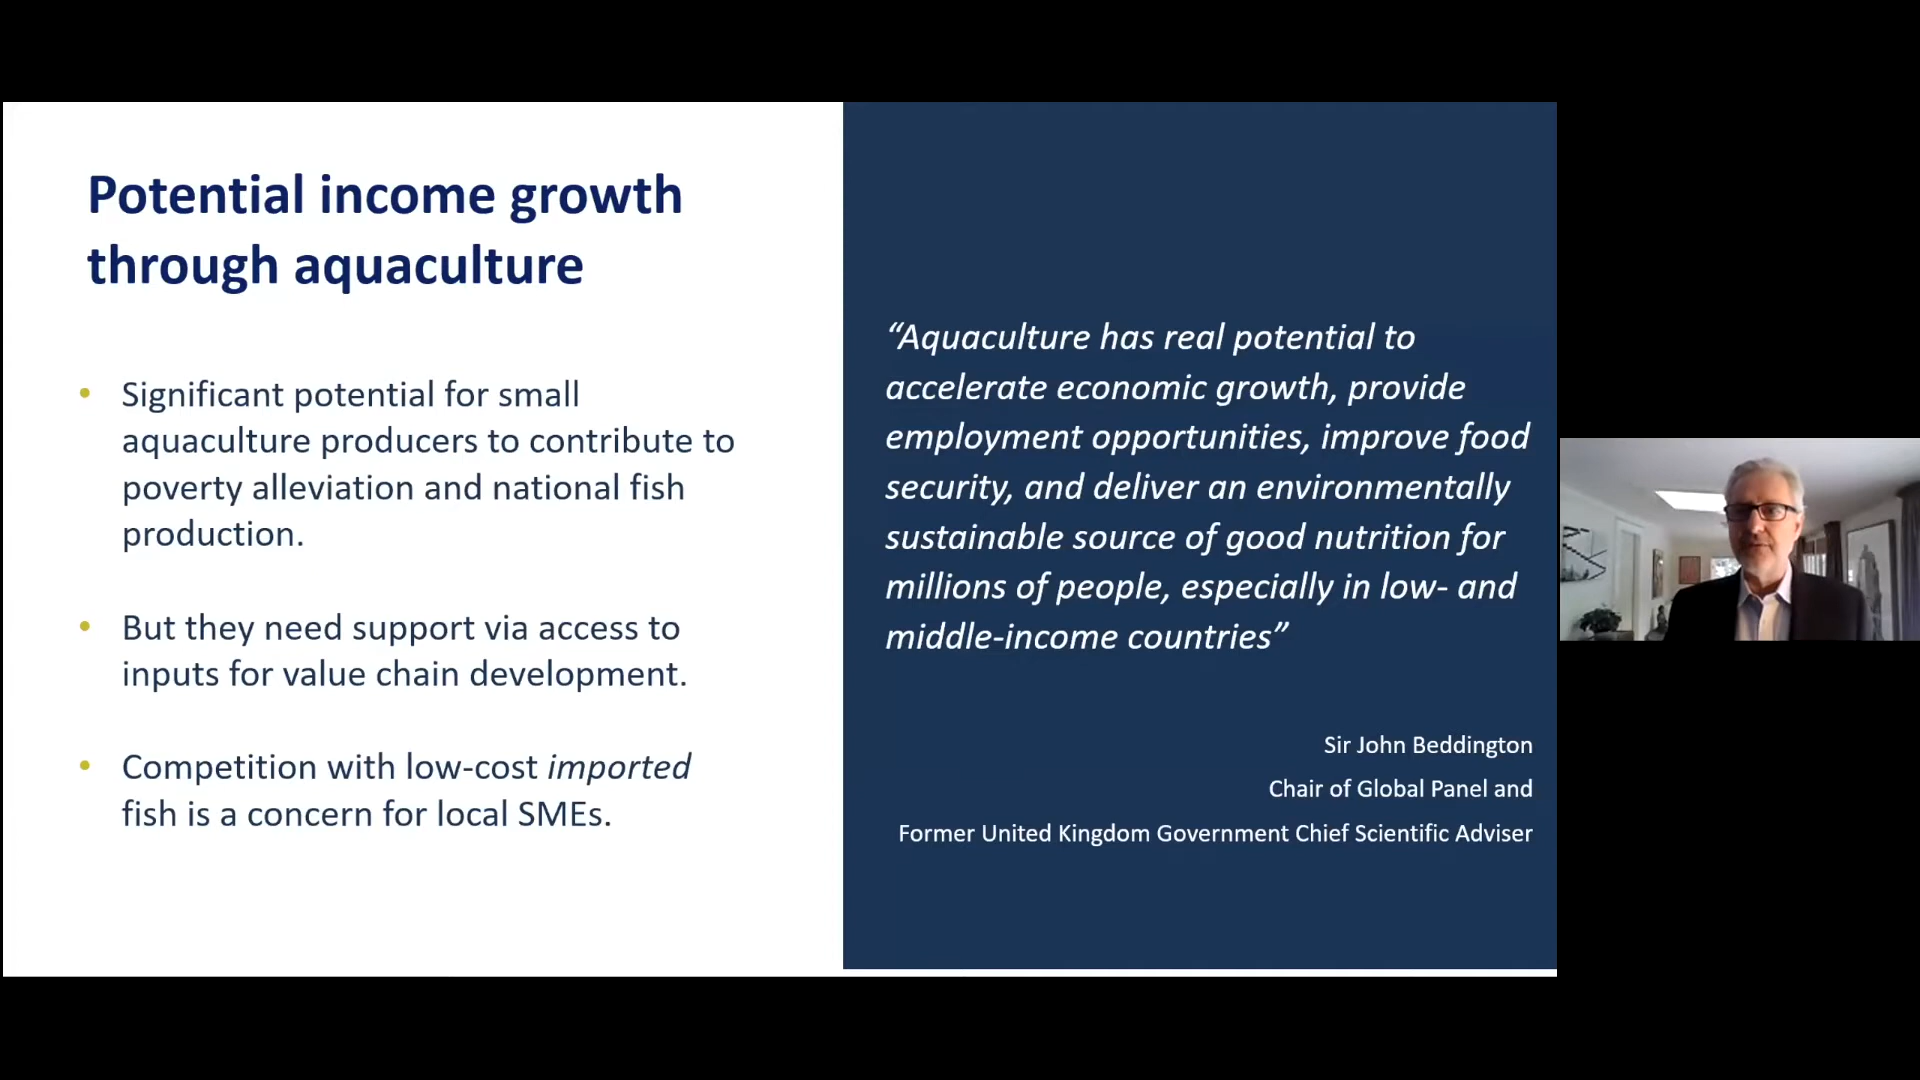 Potential income growth
through aquaculture
• Significant potential for small
aquaculture producers to contribute to
poverty alleviation and national fish
production.
• But they need support via access to
inputs for value chain development.
• Competition with low-cost imported
fish is a concern for local SMEs.
“Aquaculture has real potential to
accelerate economic growth, provide
employment opportunities, improve food
security, and deliver an environmentally
sustainable source of good nutrition for
millions of people, especially in low- and
middle-income countries”
Sir John Beddington
Chair of Global Panel and
Former United Kingdom Government Chief Scientific Adviser